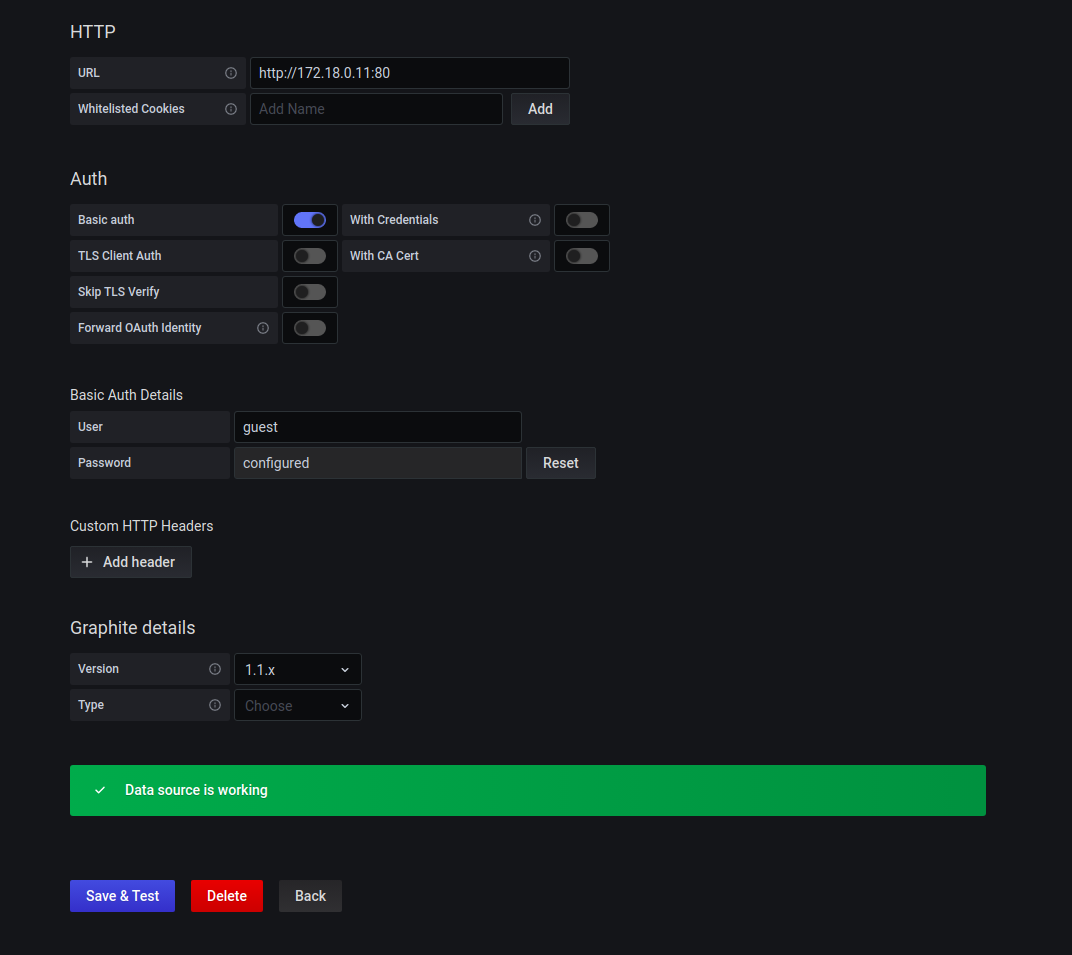 HTTP
URL http://172.18.0.11:80
Whitelisted Cookies Add Name Add
Auth
Basic auth With Credentials
TLS Client Auth With CA Cert
Skip TLS Verify
Forward OAuth Identity
Basic Auth Details
User guest
Password configured Reset
Custom HTTP Headers
+ Add header
Graphite details
Version 1.1.x
Type Choose
Data source is working
Save & Test Delete Back